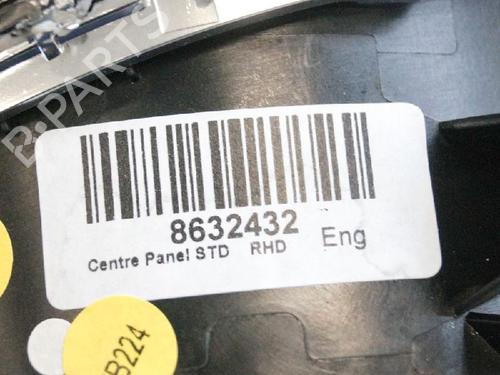 B-PARTS
8632432
Centre Panel STD RHD Eng
B224